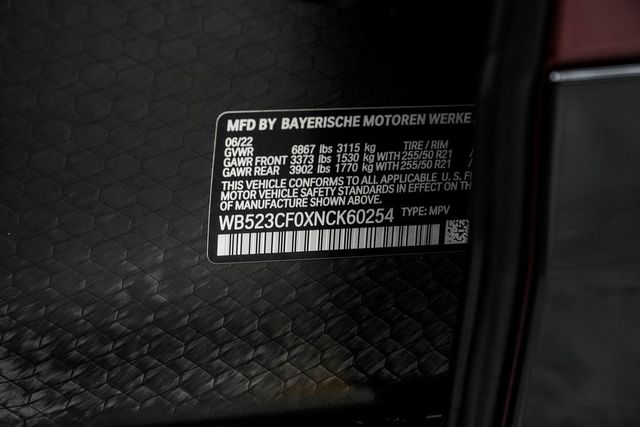 MFD BY BAYERISCHE MOTOREN WERKE
06/22
GVWR 6867 lbs 3115 kg TIRE / RIM
GAWR FRONT 3373 lbs 1530 kg WITH 255/50 R21 /
GAWR REAR 3902 lbs 1770 kg WITH 255/50 R21 /
THIS VEHICLE CONFORMS TO ALL APPLICABLE U.S. F
MOTOR VEHICLE SAFETY STANDARDS IN EFFECT ON TH
OF MANUFACTURE SHOWN ABOVE.
WB523CF0XNCK60254 TYPE: MPV